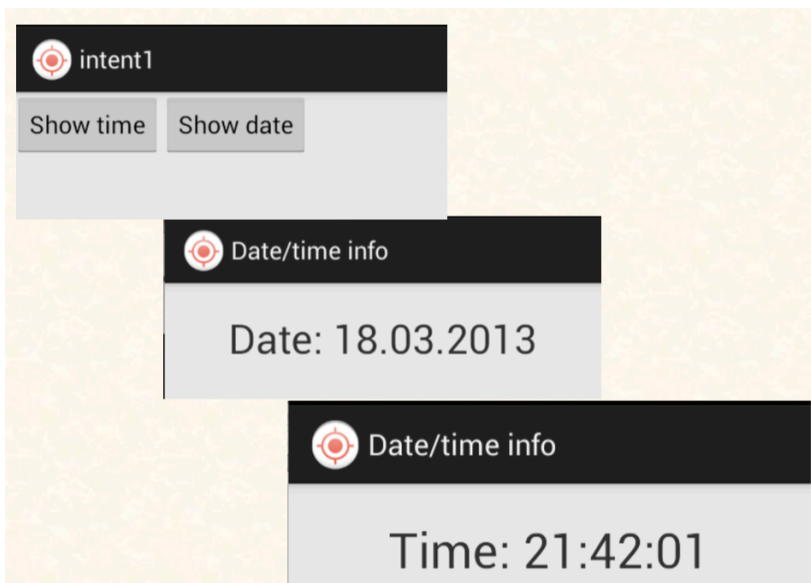 intent1
Show time Show date
Date/time info
Date: 18.03.2013
Date/time info
Time: 21:42:01